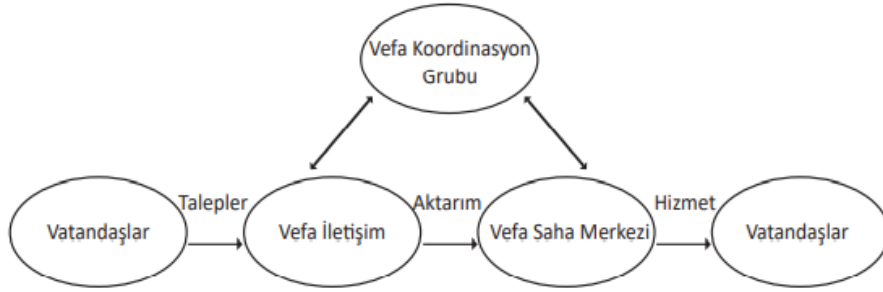 Vefa Koordinasyon
Grubu
Talepler
Aktarım
Hizmet
Vatandaşlar
Vefa İletişim
Vefa Saha Merkezi
Vatandaşlar